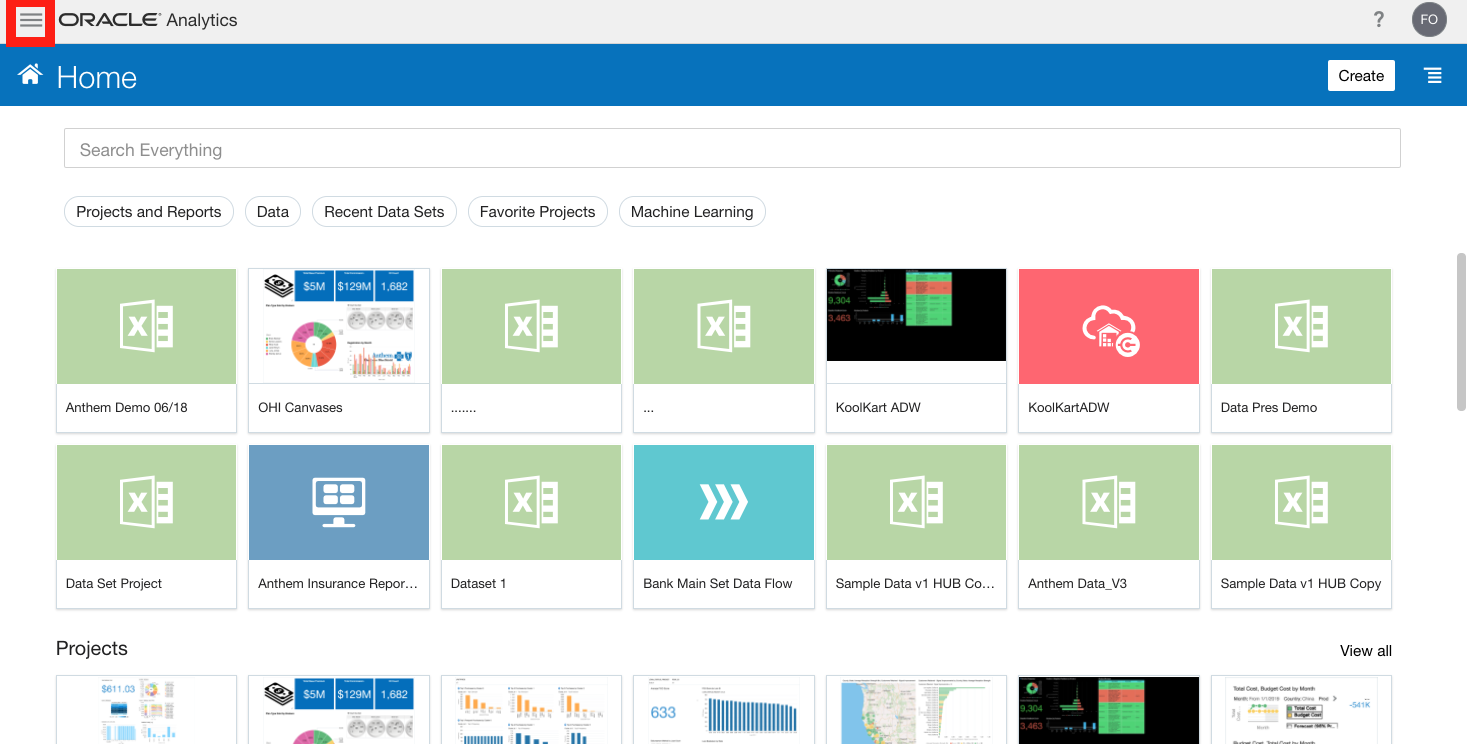 ORACLE Analytics
?
FO
Home
Create
Search Everything
Projects and Reports
Data
Recent Data Sets
Favorite Projects
Machine Learning
$5M
$129M
1,682
9,304
3,463
Anthem Demo 06/18
OHI Canvases
.......
...
KoolKart ADW
KoolKartADW
Data Pres Demo
Data Set Project
Anthem Insurance Repor...
Dataset 1
Bank Main Set Data Flow
Sample Data v1 HUB Co...
Anthem Data_V3
Sample Data v1 HUB Copy
Projects
View all
$611.03
$5M
$129M
1,682
633
9,304
3,463
Total Cost, Budget Cost by Month
Total Cost
Budget Cost
-541K